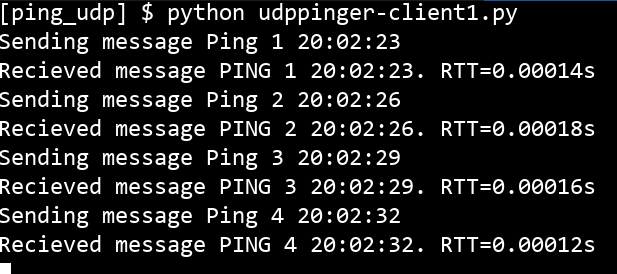 [ping_udp] $ python udppinger-client1.py
Sending message Ping 1 20:02:23
Recieved message PING 1 20:02:23. RTT=0.00014s
Sending message Ping 2 20:02:26
Recieved message PING 2 20:02:26. RTT=0.00018s
Sending message Ping 3 20:02:29
Recieved message PING 3 20:02:29. RTT=0.00016s
Sending message Ping 4 20:02:32
Recieved message PING 4 20:02:32. RTT=0.00012s